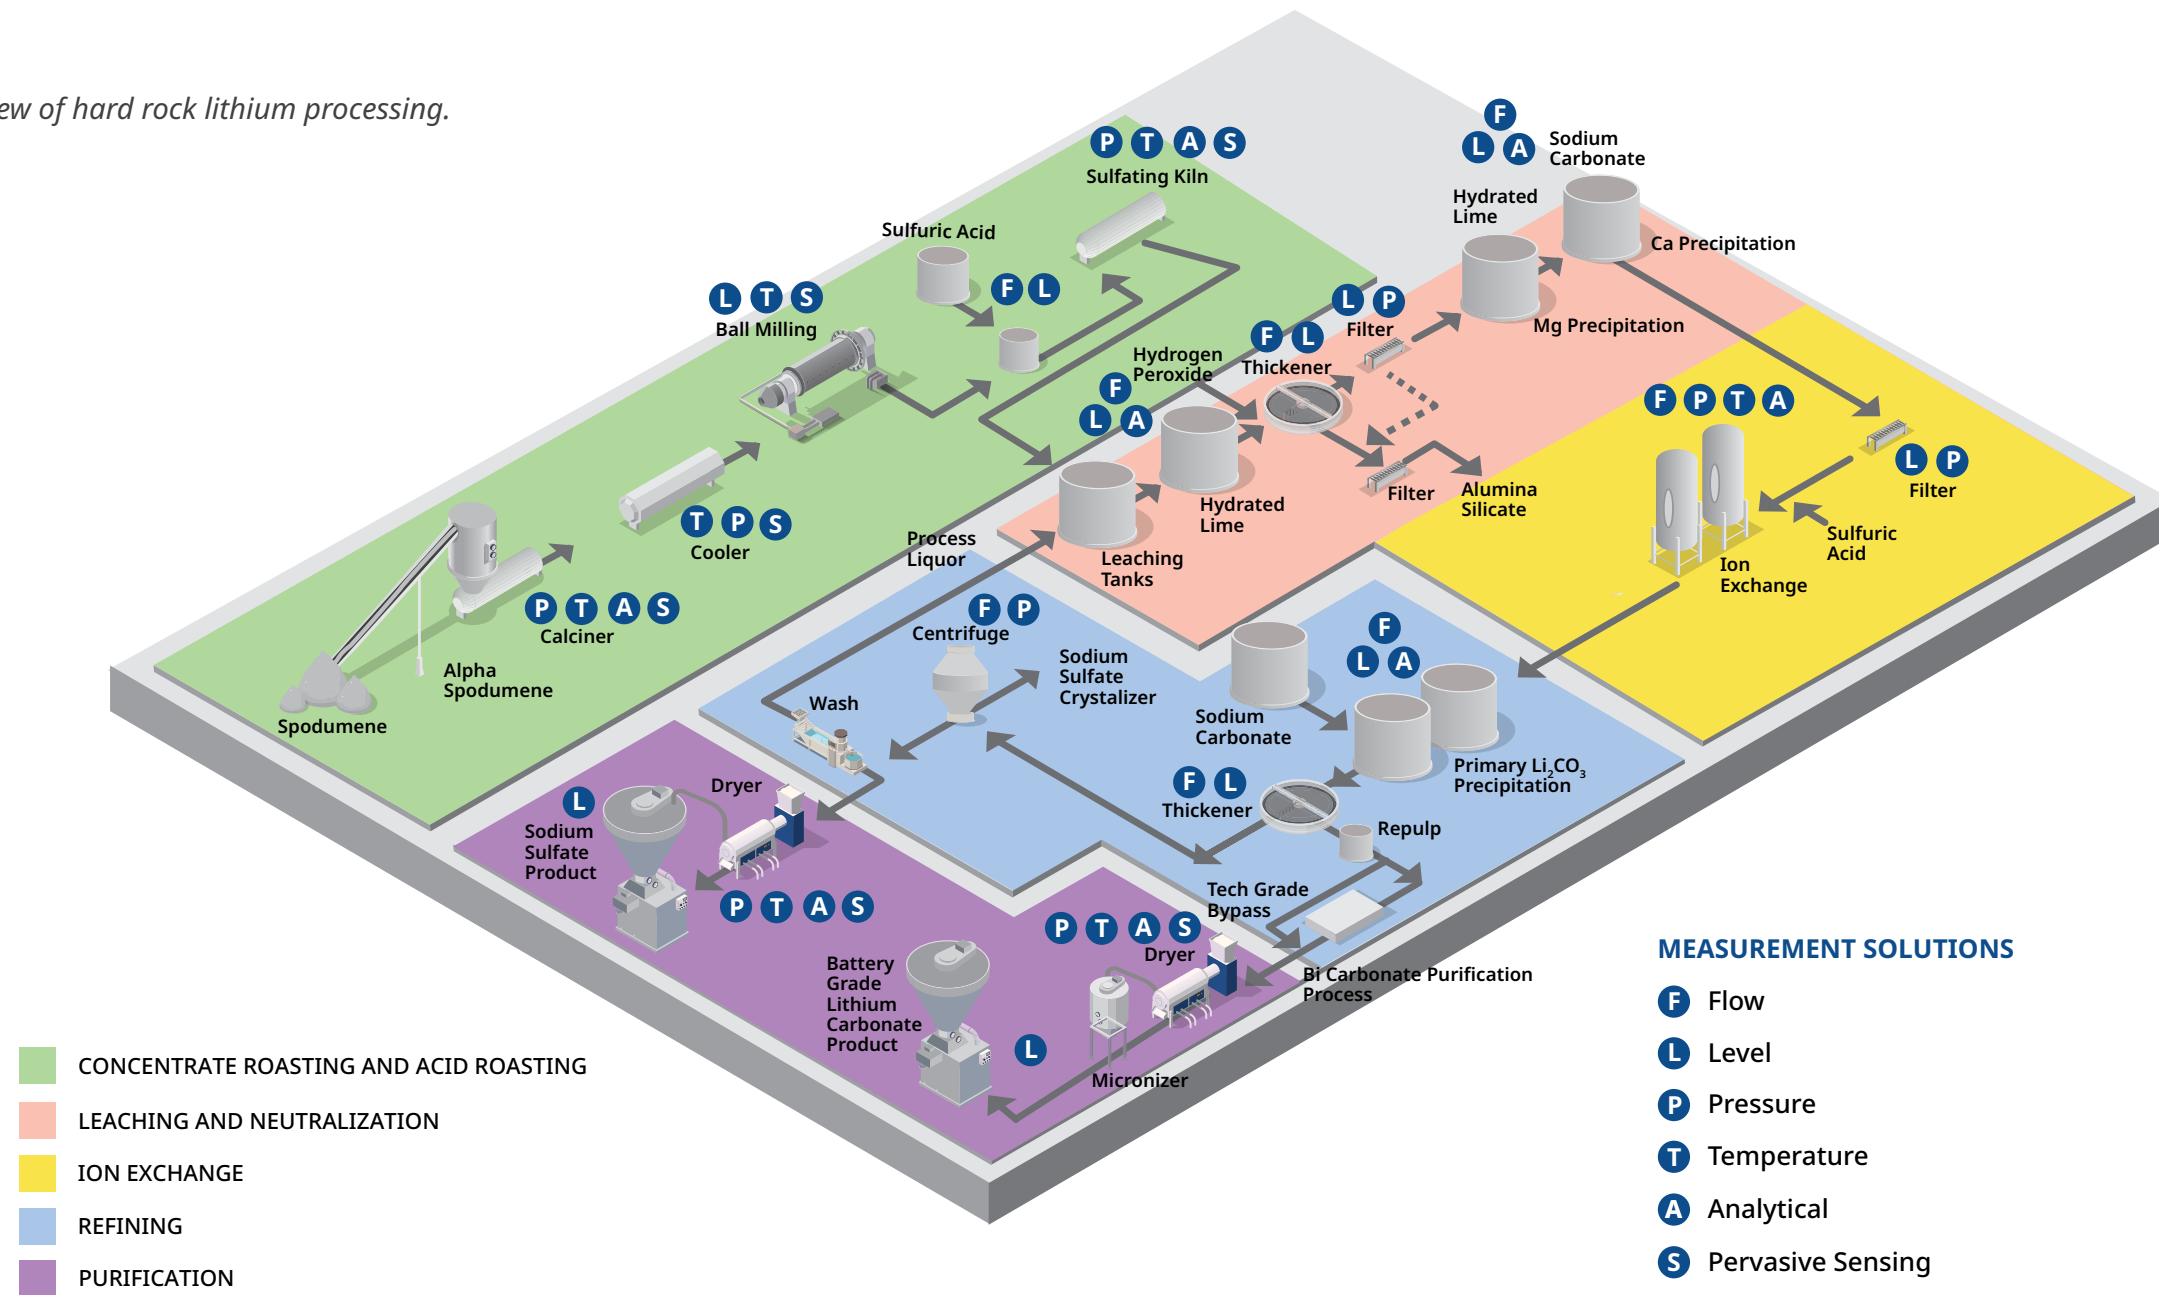 ew of hard rock lithium processing.
F
P T A S
L A
Sodium
Carbonate
Sulfating Kiln
Hydrated
Lime
Sulfuric Acid
Ca Precipitation
F L
L T S
L P
Ball Milling
Filter
Mg Precipitation
F L
Hydrogen
Peroxide
Thickener
F
L A
F P T A
L P
Filter
T P S
Cooler
Hydrated
Lime
Filter
Alumina
Silicate
Sulfuric
Acid
Process
Liquor
Leaching
Tanks
Ion
Exchange
P T A S
Calciner
F P
Centrifuge
F
L A
Alpha
Spodumene
Sodium
Sulfate
Crystalizer
Spodumene
Wash
Sodium
Carbonate
Primary Li2CO3
Precipitation
Dryer
F L
Thickener
L
Sodium
Sulfate
Product
Repulp
P T A S
Tech Grade
Bypass
P T A S
Dryer
Battery
Grade
Lithium
Carbonate
Product
Bi Carbonate Purification
Process
L
Micronizer
MEASUREMENT SOLUTIONS
F Flow
L Level
P Pressure
T Temperature
A Analytical
S Pervasive Sensing
CONCENTRATE ROASTING AND ACID ROASTING
LEACHING AND NEUTRALIZATION
ION EXCHANGE
REFINING
PURIFICATION